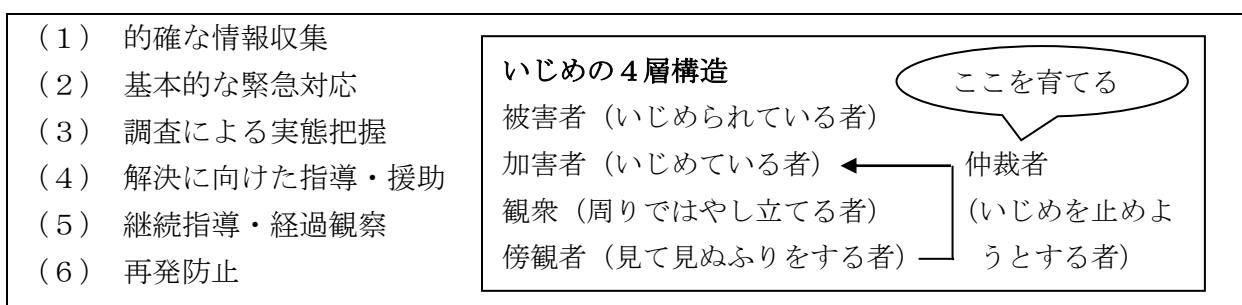 （１） 的確な情報収集
（２） 基本的な緊急対応
（３） 調査による実態把握
（４） 解決に向けた指導・援助
（５） 継続指導・経過観察
（６） 再発防止
いじめの４層構造
被害者（いじめられている者）
加害者（いじめている者）
観衆（周りではやし立てる者）
傍観者（見て見ぬふりをする者）
ここを育てる
仲裁者
（いじめを止めよ
うとする者）